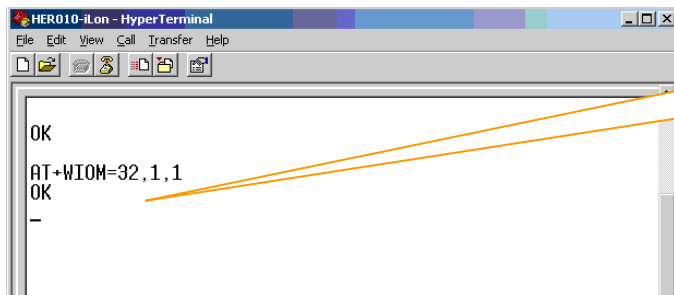 HER010-iLon - HyperTerminal
File Edit View Call Transfer Help
OK
AT+WIOM=32,1,1
OK
_